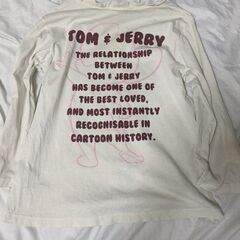 TOM & JERRY
THE RELATIONSHIP
BETWEEN
TOM & JERRY
HAS BECOME ONE OF
THE BEST LOVED,
AND MOST INSTANTLY
RECOGNISABLE IN
CARTOON HISTORY.